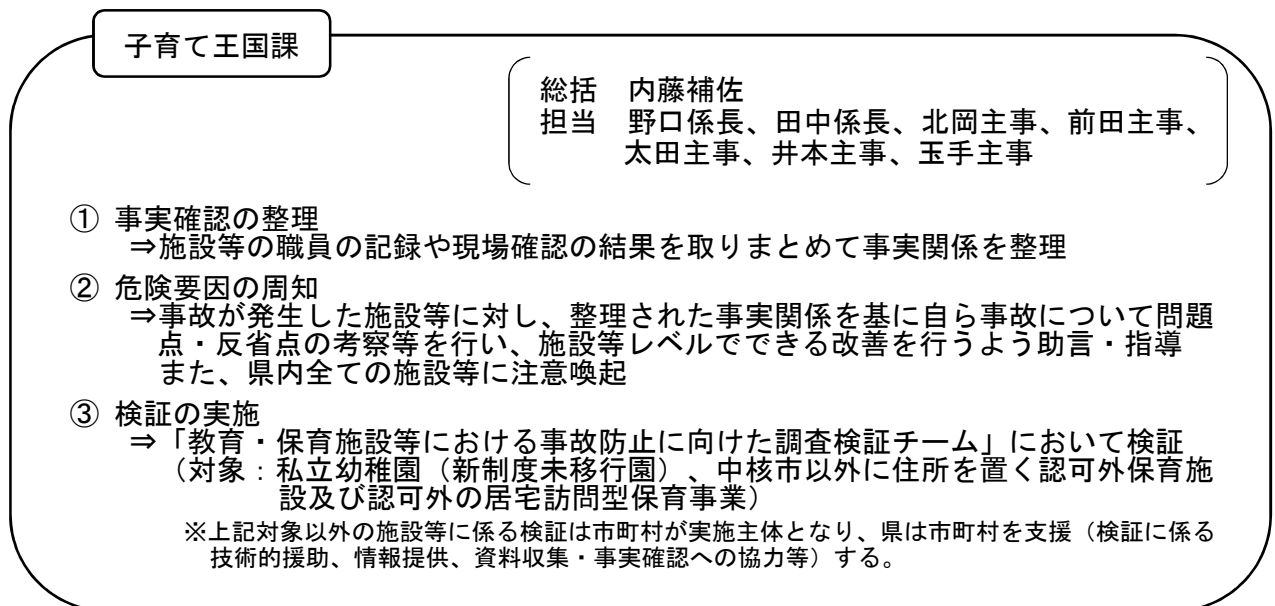 子育て王国課
総括　内藤補佐
担当　野口係長、田中係長、北岡主事、前田主事、
太田主事、井本主事、玉手主事
① 事実確認の整理
⇒施設等の職員の記録や現場確認の結果を取りまとめて事実関係を整理
② 危険要因の周知
⇒事故が発生した施設等に対し、整理された事実関係を基に自ら事故について問題
点・反省点の考察等を行い、施設等レベルでできる改善を行うよう助言・指導
また、県内全ての施設等に注意喚起
③ 検証の実施
⇒「教育・保育施設等における事故防止に向けた調査検証チーム」において検証
（対象：私立幼稚園（新制度未移行園）、中核市以外に住所を置く認可外保育施
設及び認可外の居宅訪問型保育事業）
※上記対象以外の施設等に係る検証は市町村が実施主体となり、県は市町村を支援（検証に係る
技術的援助、情報提供、資料収集・事実確認への協力等）する。